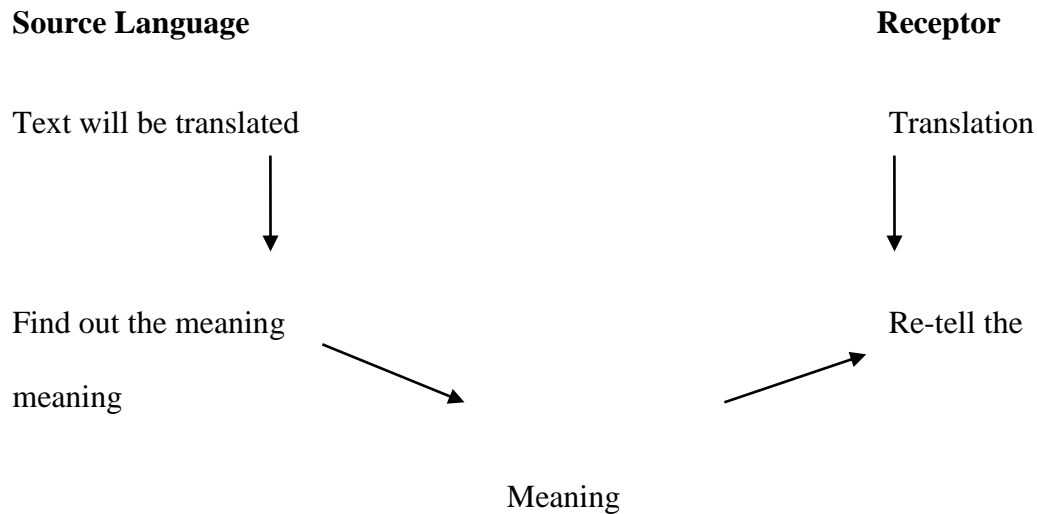 Source Language Receptor
Text will be translated Translation
Find out the meaning Re-tell the
meaning
Meaning